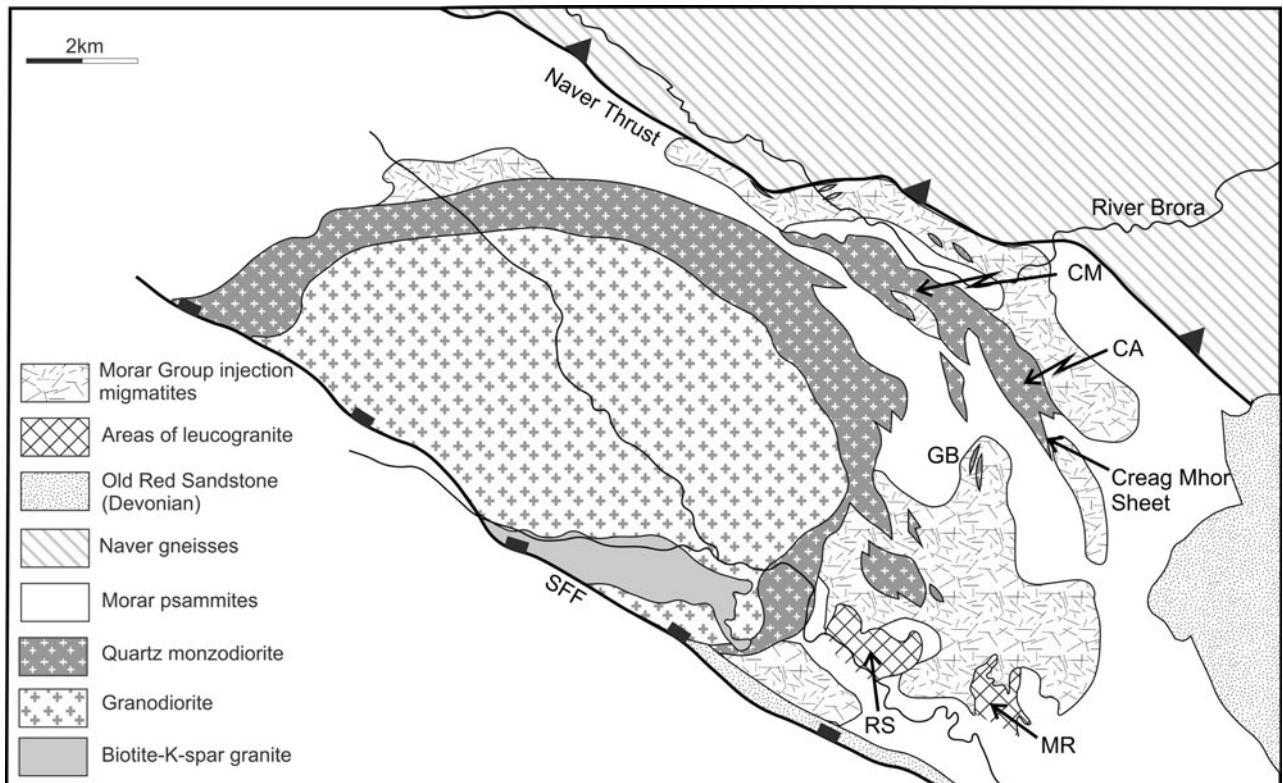 2km
Naver Thrust
River Brora
CM
CA
GB
Creag Mhor
Sheet
SFF
RS
MR
Morar Group injection
migmatites
Areas of leucogranite
Old Red Sandstone
(Devonian)
Naver gneisses
Morar psammites
Quartz monzodiorite
Granodiorite
Biotite-K-spar granite